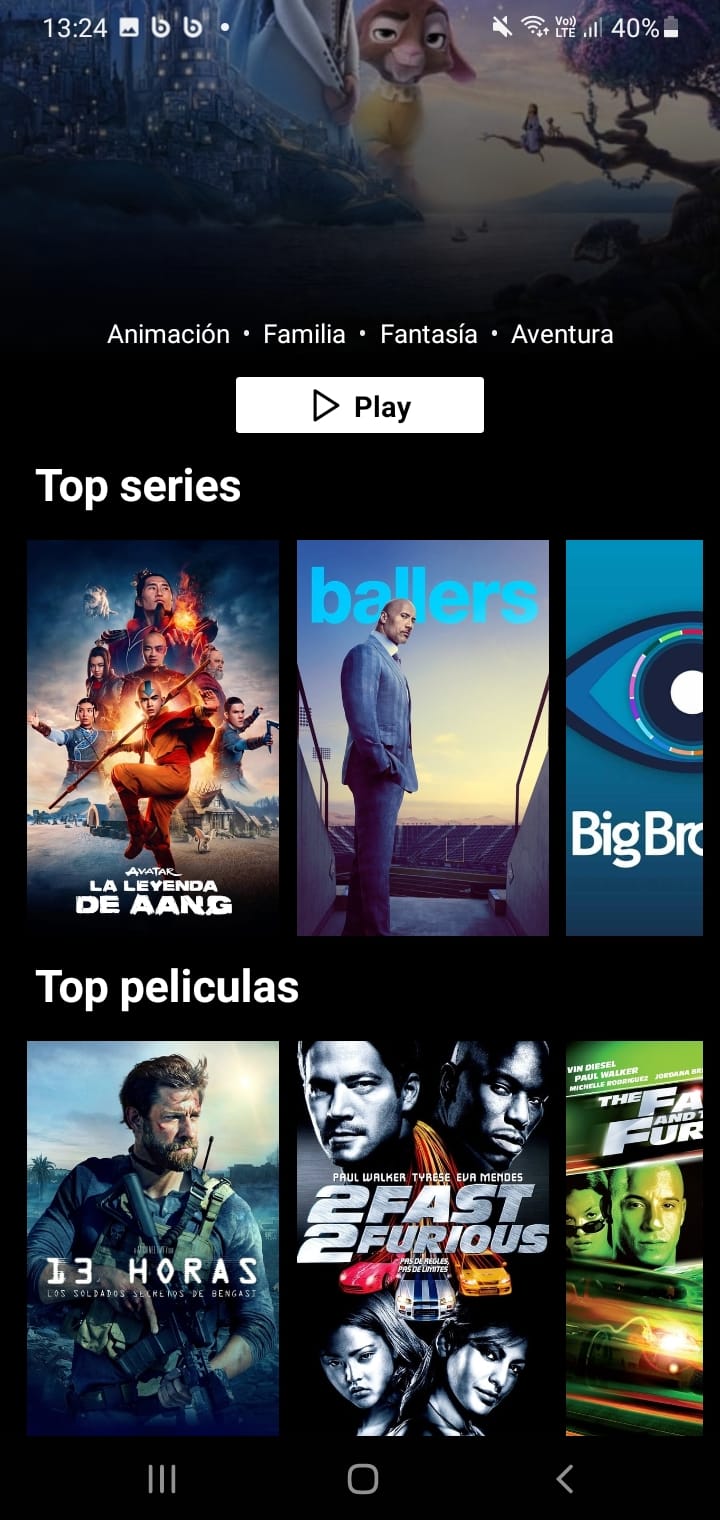 13:24
Vo))
LTE
40%
Animación • Familia • Fantasía • Aventura
Play
Top series
AVATAR
LA LEYENDA
DE AANG
ballers
BigBro
Top peliculas
13 HORAS
LOS SOLDADOS SECRETOS DE BENGASI
PAUL WALKER TYRESE EVA MENDES
2 FAST
2 FURIOUS
PAS DE RÈGLES,
PAS DE LIMITES
VIN DIESEL
PAUL WALKER
MICHELLE RODRIGUEZ JORDANA BR
THE FA
AND T
FUR